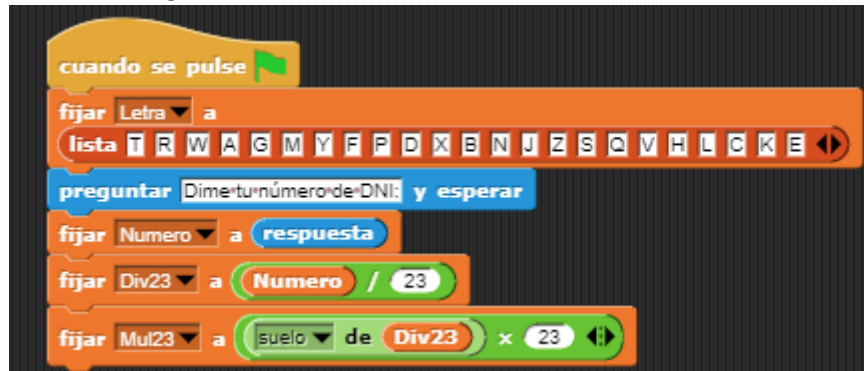 cuando se pulse
fijar Letra a
lista T R W A G M Y F P D X B N J Z S Q V H L C K E
preguntar Dime tu número de DNI: y esperar
fijar Numero a respuesta
fijar Div23 a Numero / 23
fijar Mul23 a suelo de Div23 × 23